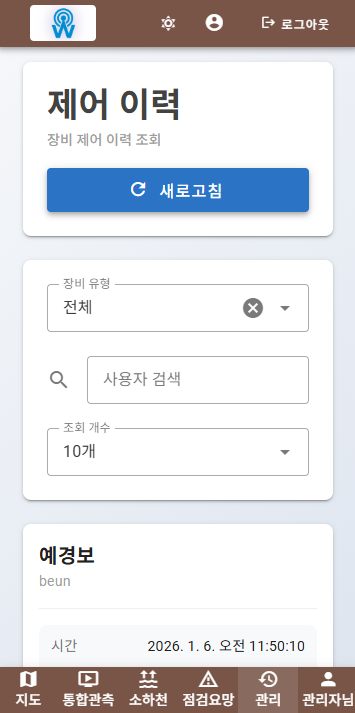 로그아웃
제어 이력
장비 제어 이력 조회
새로고침
장비 유형
전체
사용자 검색
조회 개수
10개
예경보
beun
시간 2026. 1. 6. 오전 11:50:10
지도 통합관측 소하천 점검요망 관리 관리자님